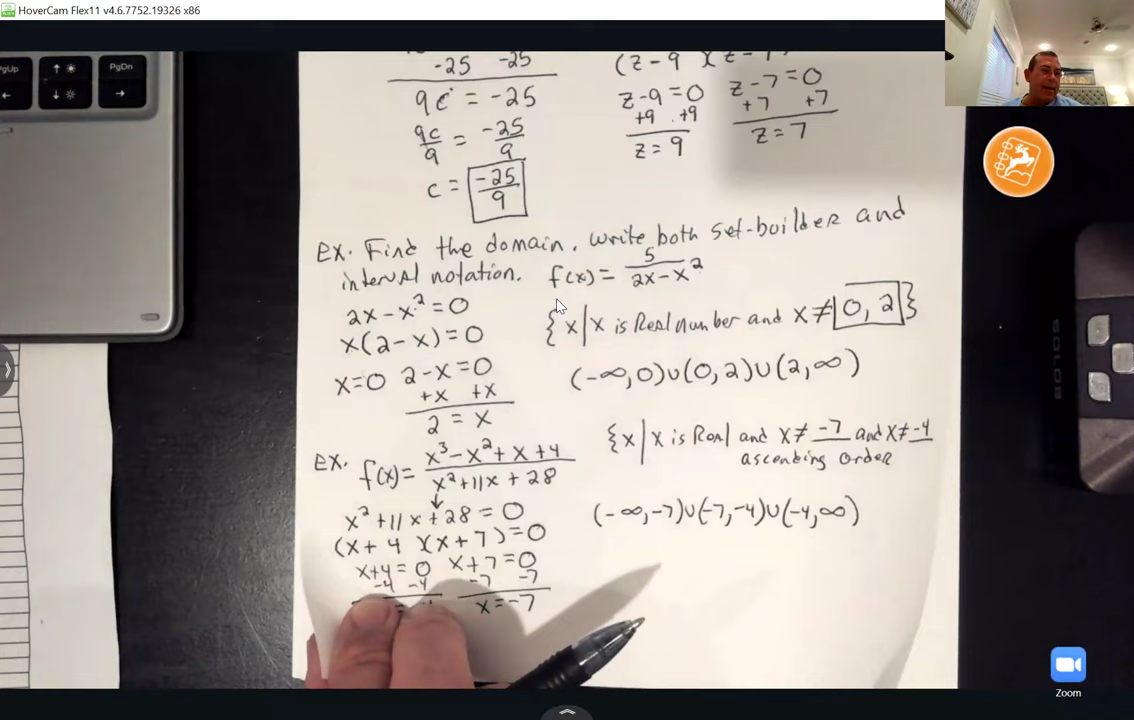 HoverCam Flex11 v4.6.7752.19326 x86
PgUp
PgDn
-25 -25
9c = -25
9c/9 = -25/9
c = -25/9
(z-9)(z-7)
z-9=0
+9 +9
z = 9
z-7=0
+7 +7
z = 7
EX. Find the domain. write both set-builder and
interval notation. f(x) = 5/(2x-x²)
2x-x²=0
x(2-x)=0
x=0 2-x=0
+x +x
2 = x
{x|x is Real number and x≠0, 2}
(-∞,0)∪(0,2)∪(2,∞)
EX. f(x) = (x³-x²+x+4)/(x²+11x+28)
x²+11x+28=0
(x+4)(x+7)=0
x+4=0 x+7=0
-4 -4 -7 -7
x=-7
{x|x is Real and x≠-7 and x≠-4
ascending order
(-∞,-7)∪(-7,-4)∪(-4,∞)
Zoom